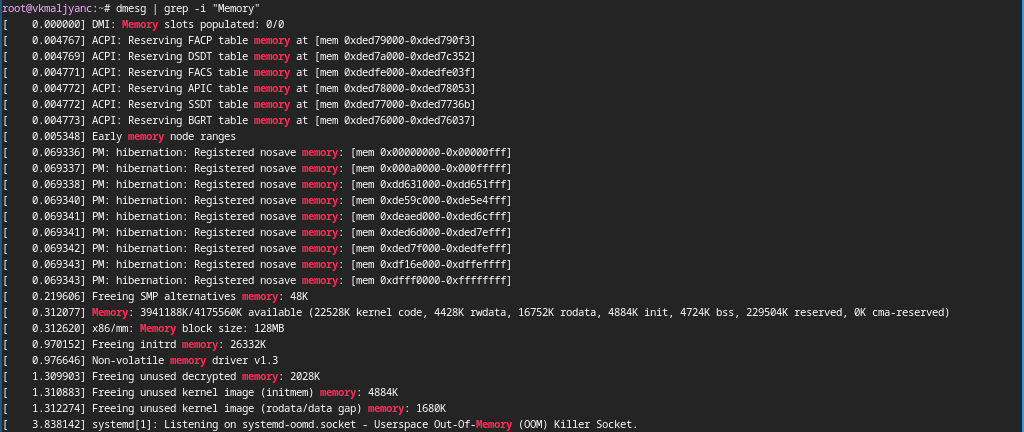 root@vkmaljyanc:~# dmesg | grep -i "Memory"
[    0.000000] DMI: Memory slots populated: 0/0
[    0.004767] ACPI: Reserving FACP table memory at [mem 0xded79000-0xded790f3]
[    0.004769] ACPI: Reserving DSDT table memory at [mem 0xded7a000-0xded7c352]
[    0.004771] ACPI: Reserving FACS table memory at [mem 0xdedfe000-0xdedfe03f]
[    0.004772] ACPI: Reserving APIC table memory at [mem 0xded78000-0xded78053]
[    0.004772] ACPI: Reserving SSDT table memory at [mem 0xded77000-0xded7736b]
[    0.004773] ACPI: Reserving BGRT table memory at [mem 0xded76000-0xded76037]
[    0.005348] Early memory node ranges
[    0.069336] PM: hibernation: Registered nosave memory: [mem 0x00000000-0x00000fff]
[    0.069337] PM: hibernation: Registered nosave memory: [mem 0x000a0000-0x000fffff]
[    0.069338] PM: hibernation: Registered nosave memory: [mem 0xdd631000-0xdd651fff]
[    0.069340] PM: hibernation: Registered nosave memory: [mem 0xde59c000-0xde5e4fff]
[    0.069341] PM: hibernation: Registered nosave memory: [mem 0xdeaed000-0xded6cfff]
[    0.069341] PM: hibernation: Registered nosave memory: [mem 0xded6d000-0xded7efff]
[    0.069342] PM: hibernation: Registered nosave memory: [mem 0xded7f000-0xdedfefff]
[    0.069343] PM: hibernation: Registered nosave memory: [mem 0xdf16e000-0xdffeffff]
[    0.069343] PM: hibernation: Registered nosave memory: [mem 0xdfff0000-0xffffffff]
[    0.219606] Freeing SMP alternatives memory: 48K
[    0.312077] Memory: 3941188K/4175560K available (22528K kernel code, 4428K rwdata, 16752K rodata, 4884K init, 4724K bss, 229504K reserved, 0K cma-reserved)
[    0.312620] x86/mm: Memory block size: 128MB
[    0.970152] Freeing initrd memory: 26332K
[    0.976646] Non-volatile memory driver v1.3
[    1.309903] Freeing unused decrypted memory: 2028K
[    1.310883] Freeing unused kernel image (initmem) memory: 4884K
[    1.312274] Freeing unused kernel image (rodata/data gap) memory: 1680K
[    3.838142] systemd[1]: Listening on systemd-oomd.socket - Userspace Out-Of-Memory (OOM) Killer Socket.